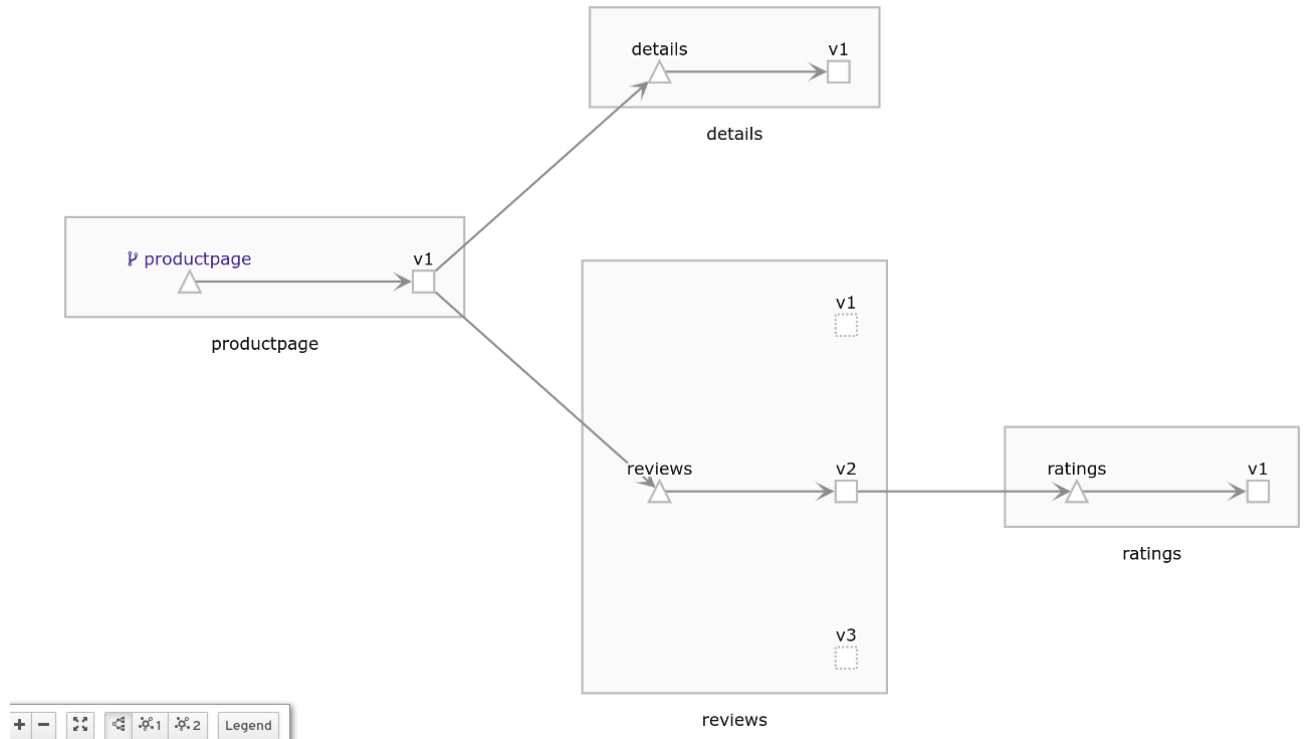 details
v1
details
productpage
v1
productpage
v1
reviews
v2
v3
reviews
ratings
v1
ratings
1
2
Legend